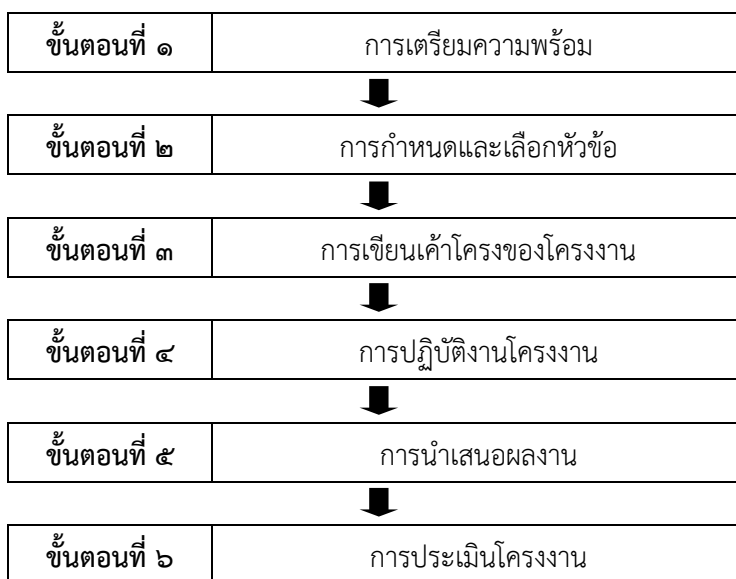 ขั้นตอนที่ ๑ การเตรียมความพร้อม
ขั้นตอนที่ ๒ การกำหนดและเลือกหัวข้อ
ขั้นตอนที่ ๓ การเขียนเค้าโครงของโครงงาน
ขั้นตอนที่ ๔ การปฏิบัติงานโครงงาน
ขั้นตอนที่ ๕ การนำเสนอผลงาน
ขั้นตอนที่ ๖ การประเมินโครงงาน